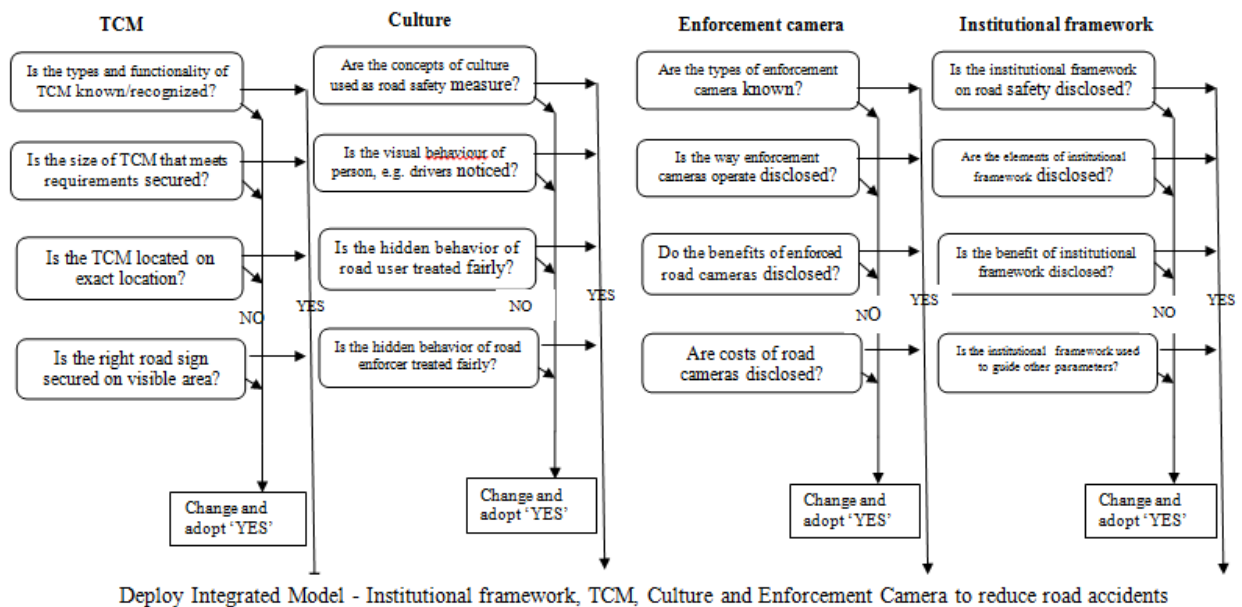 TCM
Is the types and functionality of
TCM known/recognized?
Is the size of TCM that meets
requirements secured?
Is the TCM located on
exact location?
Is the right road sign
secured on visible area?
NO
YES
Change and
adopt ‘YES’
Culture
Are the concepts of culture
used as road safety measure?
Is the visual behaviour of
person, e.g. drivers noticed?
Is the hidden behavior of
road user treated fairly?
Is the hidden behavior of road
enforcer treated fairly?
NO
YES
Change and
adopt ‘YES’
Enforcement camera
Are the types of enforcement
camera known?
Is the way enforcement
cameras operate disclosed?
Do the benefits of enforced
road cameras disclosed?
Are costs of road
cameras disclosed?
NO
YES
Change and
adopt ‘YES’
Institutional framework
Is the institutional framework
on road safety disclosed?
Are the elements of institutional
framework disclosed?
Is the benefit of institutional
framework disclosed?
Is the institutional framework used
to guide other parameters?
NO
YES
Change and
adopt ‘YES’
Deploy Integrated Model - Institutional framework, TCM, Culture and Enforcement Camera to reduce road accidents